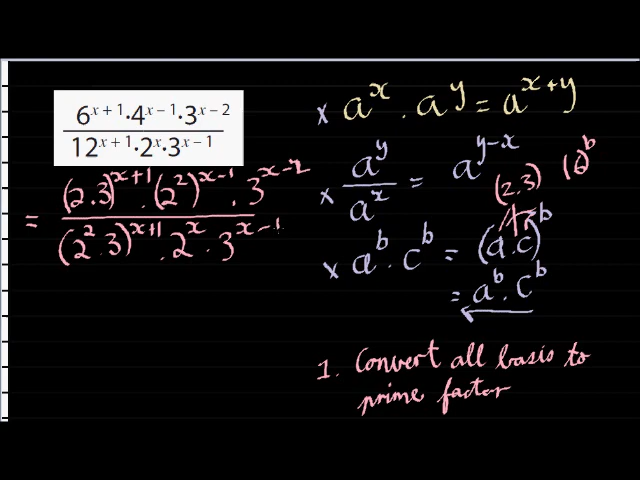 6^{x+1}·4^{x−1}·3^{x−2}
12^{x+1}·2^x·3^{x−1}
= (2.3)^{x+1} . (2^2)^{x-1} . 3^{x-2}
(2^2.3)^{x+1} . 2^x . 3^{x-1}
× a^x . a^y = a^{x+y}
× a^y / a^x = a^{y-x}
(2.3) (6)^b
× a^b . c^b = (a.c)^b
= a^b . c^b
1. Convert all basis to
prime factor